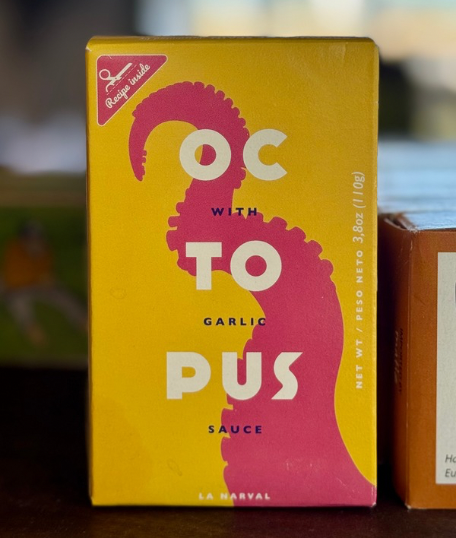 Recipe inside
OC
WITH
TO
GARLIC
PUS
SAUCE
LA NARVAL
NET WT / PESO NETO 3,8oz (110g)